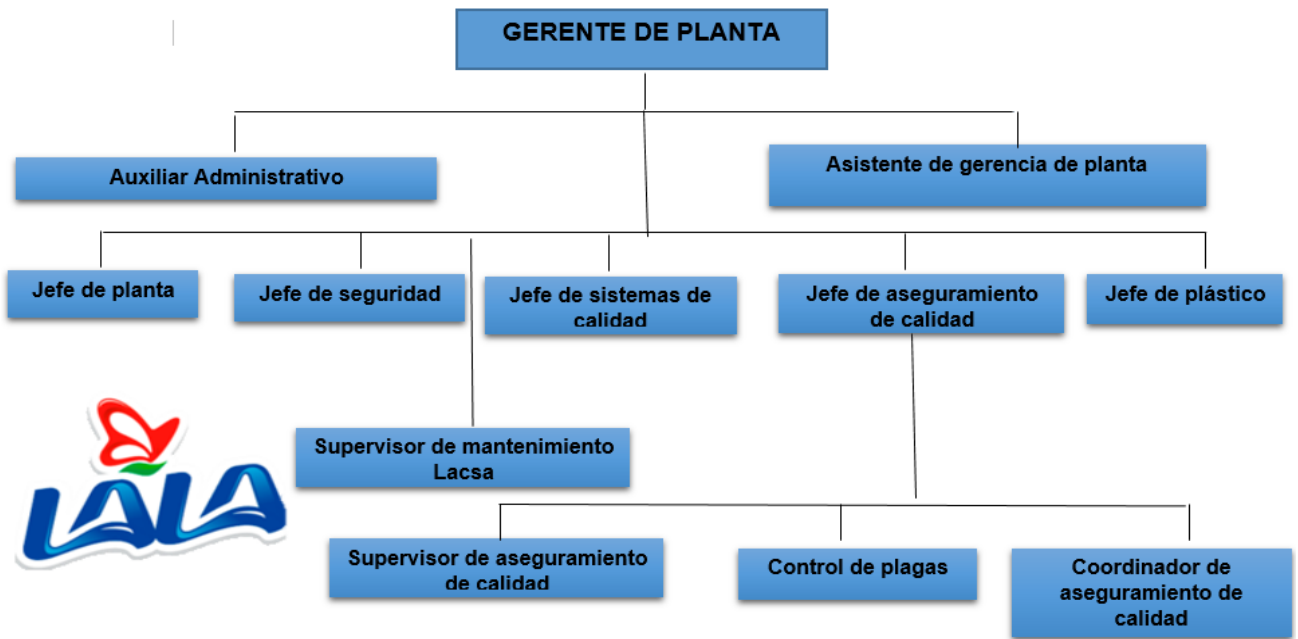 GERENTE DE PLANTA
Auxiliar Administrativo
Asistente de gerencia de planta
Jefe de planta
Jefe de seguridad
Jefe de sistemas de
calidad
Jefe de aseguramiento
de calidad
Jefe de plástico
Supervisor de mantenimiento
Lacsa
LALA
Supervisor de aseguramiento
de calidad
Control de plagas
Coordinador de
aseguramiento de
calidad